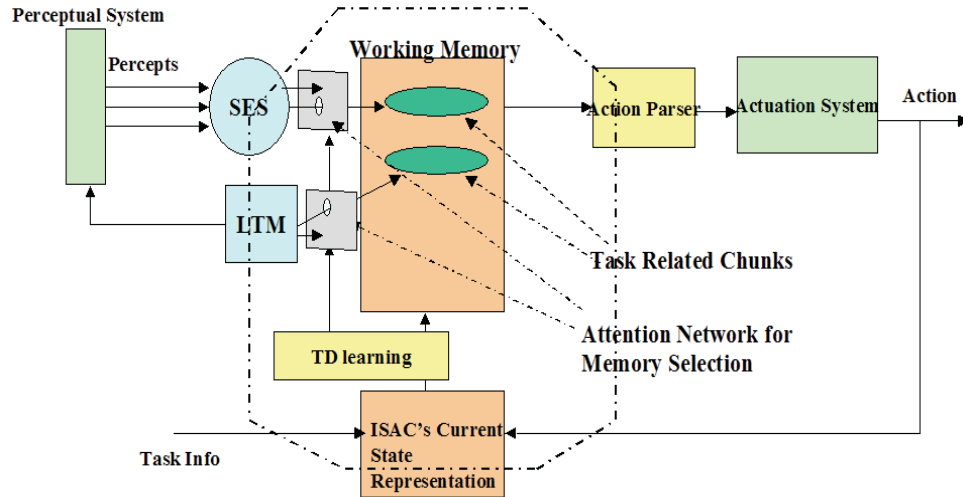 Perceptual System
Percepts
SES
Working Memory
Action Parser
Actuation System
Action
LTM
Task Related Chunks
Attention Network for
Memory Selection
TD learning
ISAC's Current
State
Representation
Task Info